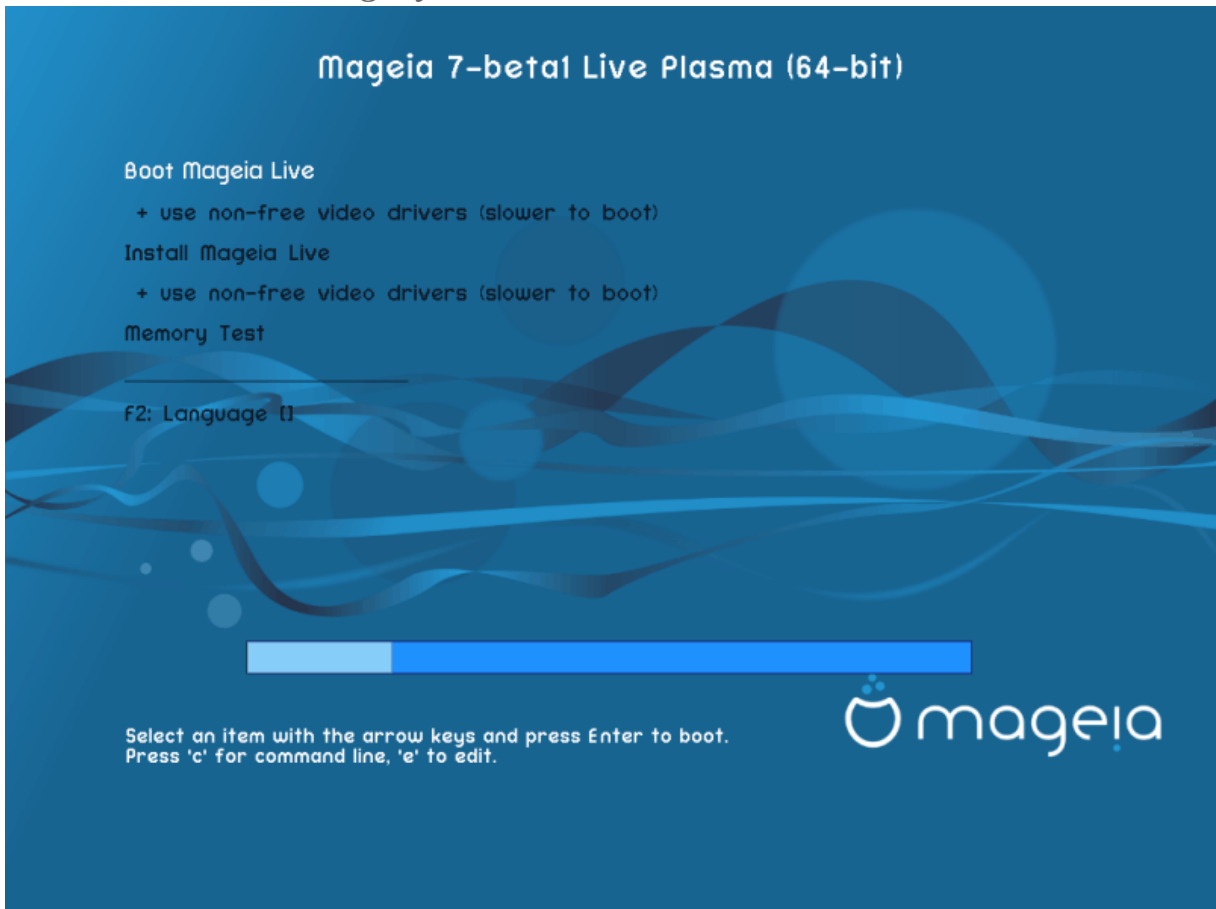 Mageia 7-beta1 Live Plasma (64-bit)
Boot Mageia Live
+ use non-free video drivers (slower to boot)
Install Mageia Live
+ use non-free video drivers (slower to boot)
Memory Test
F2: Language []
mageia
Select an item with the arrow keys and press Enter to boot.
Press 'c' for command line, 'e' to edit.